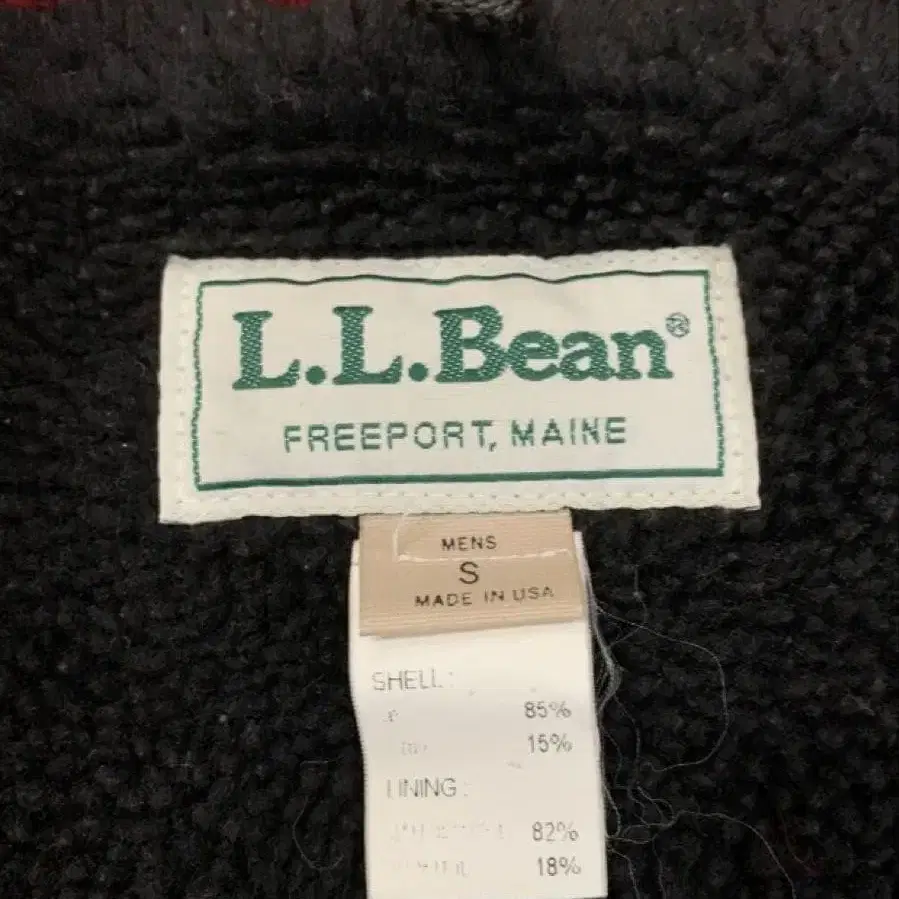 L.L.Bean®
FREEPORT, MAINE
MENS
S
MADE IN USA
SHELL:
85%
15%
LINING:
82%
18%